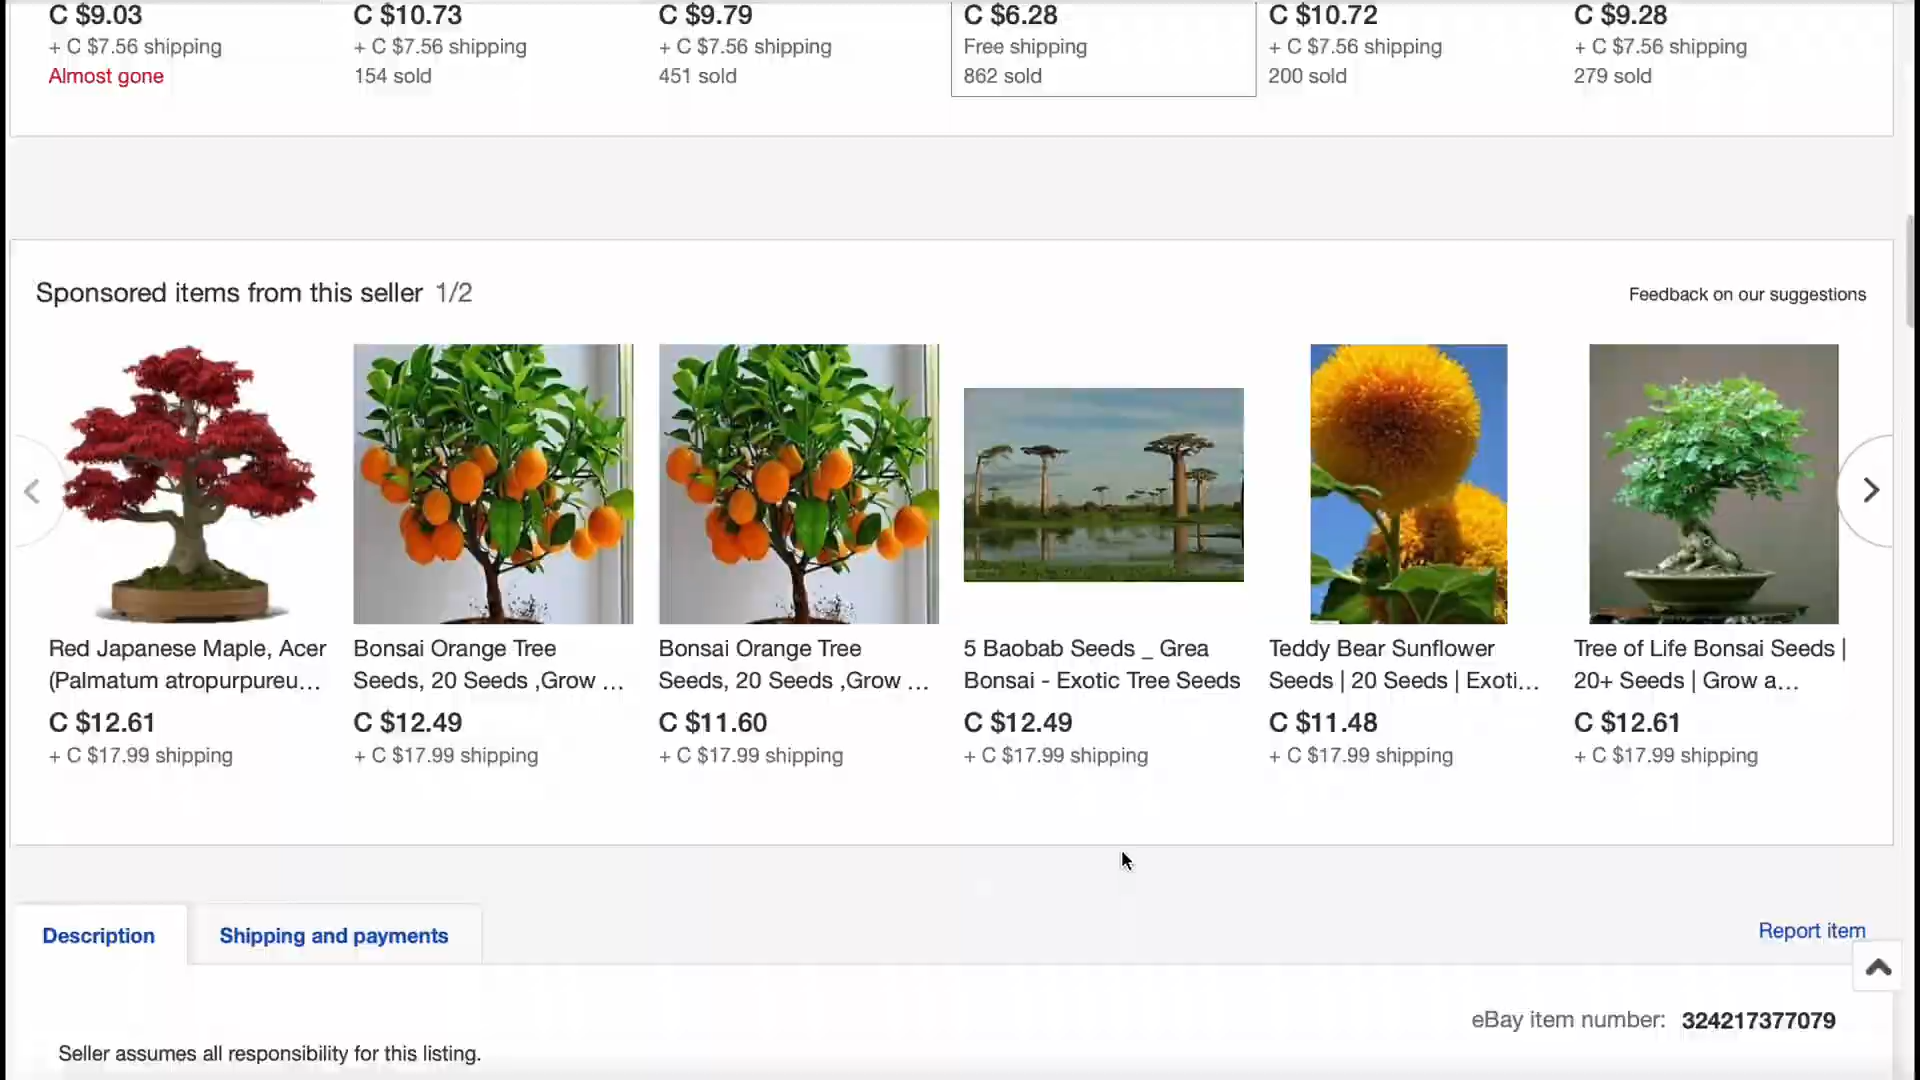 C $9.03
+ C $7.56 shipping
Almost gone
C $10.73
+ C $7.56 shipping
154 sold
C $9.79
+ C $7.56 shipping
451 sold
C $6.28
Free shipping
862 sold
C $10.72
+ C $7.56 shipping
200 sold
C $9.28
+ C $7.56 shipping
279 sold
Sponsored items from this seller 1/2
Feedback on our suggestions
Red Japanese Maple, Acer
(Palmatum atropurpureu...
C $12.61
+ C $17.99 shipping
Bonsai Orange Tree
Seeds, 20 Seeds ,Grow ...
C $12.49
+ C $17.99 shipping
Bonsai Orange Tree
Seeds, 20 Seeds ,Grow ...
C $11.60
+ C $17.99 shipping
5 Baobab Seeds _ Grea
Bonsai - Exotic Tree Seeds
C $12.49
+ C $17.99 shipping
Teddy Bear Sunflower
Seeds | 20 Seeds | Exoti...
C $11.48
+ C $17.99 shipping
Tree of Life Bonsai Seeds |
20+ Seeds | Grow a...
C $12.61
+ C $17.99 shipping
Description
Shipping and payments
Report item
eBay item number: 324217377079
Seller assumes all responsibility for this listing.